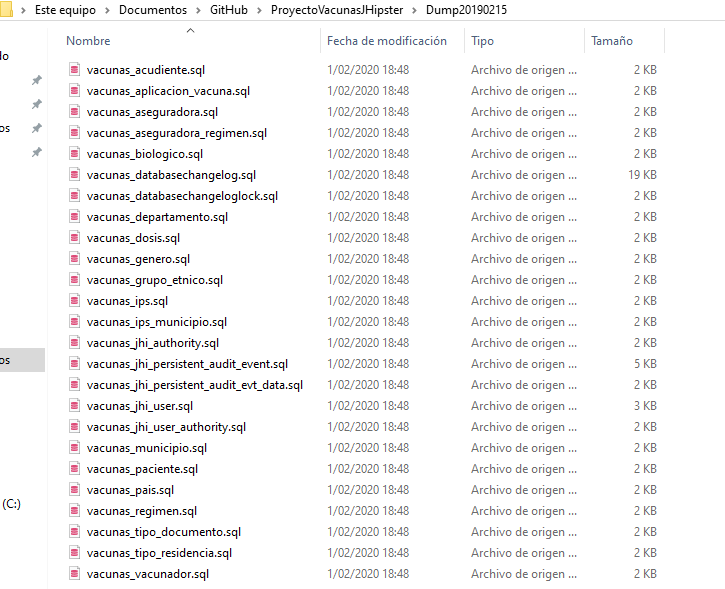 Este equipo > Documentos > GitHub > ProyectoVacunasJHipster > Dump20190215
Nombre Fecha de modificación Tipo Tamaño
lo
vacunas_acudiente.sql 1/02/2020 18:48 Archivo de origen ... 2 KB
vacunas_aplicacion_vacuna.sql 1/02/2020 18:48 Archivo de origen ... 2 KB
vacunas_aseguradora.sql 1/02/2020 18:48 Archivo de origen ... 2 KB
os vacunas_aseguradora_regimen.sql 1/02/2020 18:48 Archivo de origen ... 2 KB
vacunas_biologico.sql 1/02/2020 18:48 Archivo de origen ... 2 KB
vacunas_databasechangelog.sql 1/02/2020 18:48 Archivo de origen ... 19 KB
vacunas_databasechangeloglock.sql 1/02/2020 18:48 Archivo de origen ... 2 KB
vacunas_departamento.sql 1/02/2020 18:48 Archivo de origen ... 2 KB
vacunas_dosis.sql 1/02/2020 18:48 Archivo de origen ... 2 KB
vacunas_genero.sql 1/02/2020 18:48 Archivo de origen ... 2 KB
vacunas_grupo_etnico.sql 1/02/2020 18:48 Archivo de origen ... 2 KB
vacunas_ips.sql 1/02/2020 18:48 Archivo de origen ... 2 KB
vacunas_ips_municipio.sql 1/02/2020 18:48 Archivo de origen ... 2 KB
vacunas_jhi_authority.sql 1/02/2020 18:48 Archivo de origen ... 2 KB
os vacunas_jhi_persistent_audit_event.sql 1/02/2020 18:48 Archivo de origen ... 5 KB
vacunas_jhi_persistent_audit_evt_data.sql 1/02/2020 18:48 Archivo de origen ... 2 KB
vacunas_jhi_user.sql 1/02/2020 18:48 Archivo de origen ... 3 KB
vacunas_jhi_user_authority.sql 1/02/2020 18:48 Archivo de origen ... 2 KB
vacunas_municipio.sql 1/02/2020 18:48 Archivo de origen ... 2 KB
vacunas_paciente.sql 1/02/2020 18:48 Archivo de origen ... 2 KB
vacunas_pais.sql 1/02/2020 18:48 Archivo de origen ... 2 KB
(C:) vacunas_regimen.sql 1/02/2020 18:48 Archivo de origen ... 2 KB
vacunas_tipo_documento.sql 1/02/2020 18:48 Archivo de origen ... 2 KB
vacunas_tipo_residencia.sql 1/02/2020 18:48 Archivo de origen ... 2 KB
vacunas_vacunador.sql 1/02/2020 18:48 Archivo de origen ... 2 KB